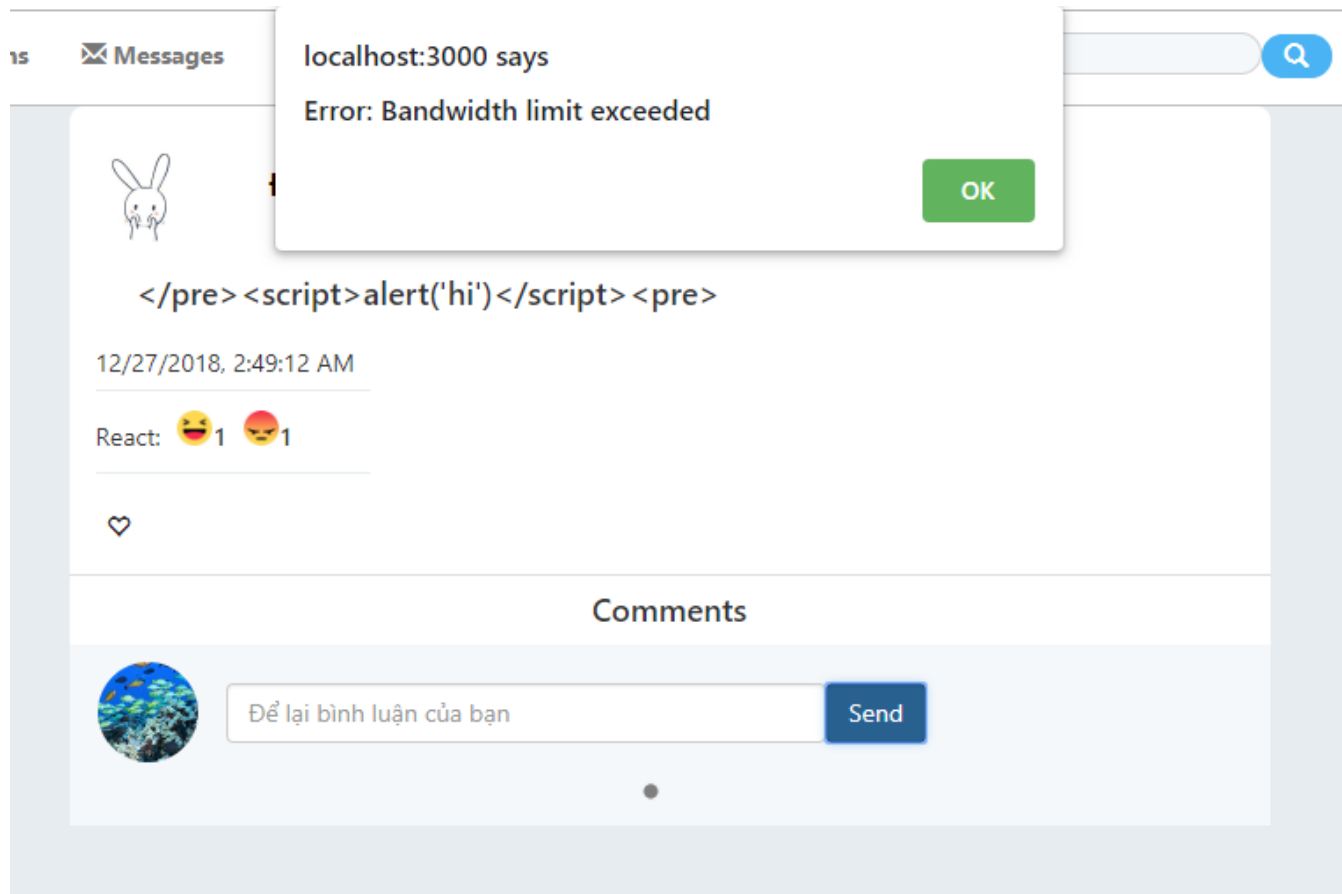 Messages
localhost:3000 says
Error: Bandwidth limit exceeded
OK
</pre><script>alert('hi')</script><pre>
12/27/2018, 2:49:12 AM
React: 1 1
Comments
Để lại bình luận của bạn
Send